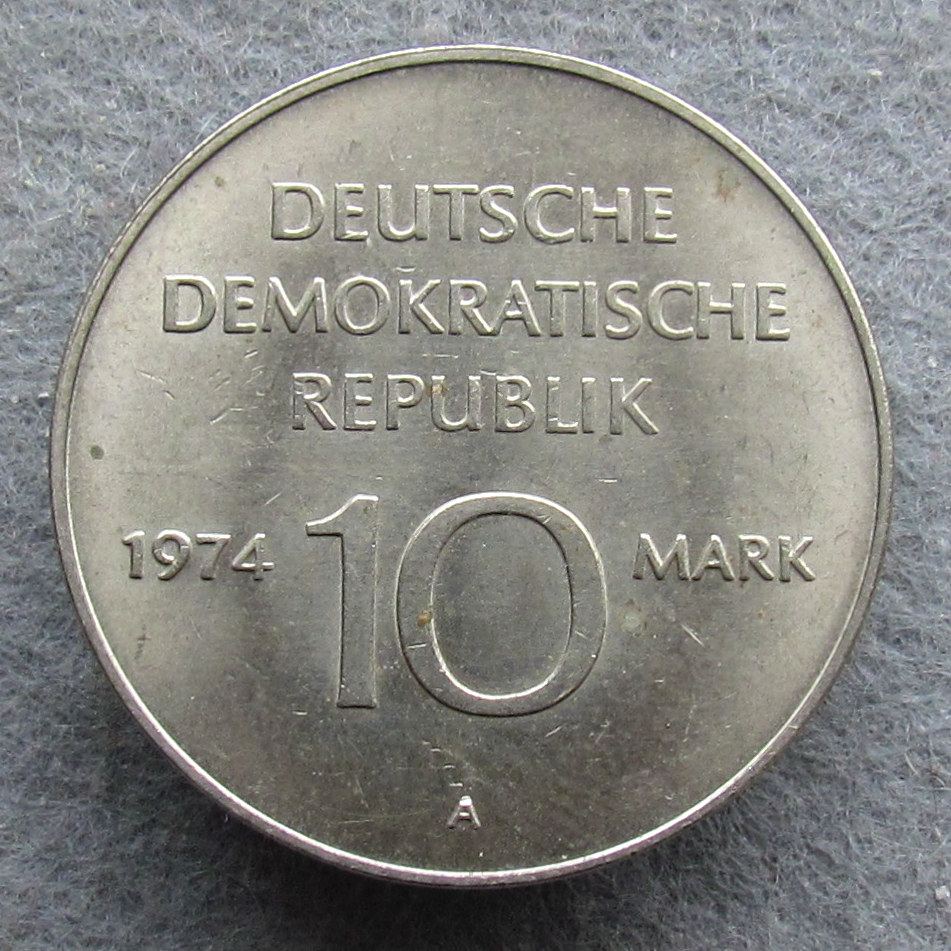 DEUTSCHE
DEMOKRATISCHE
REPUBLIK
1974 10 MARK
A